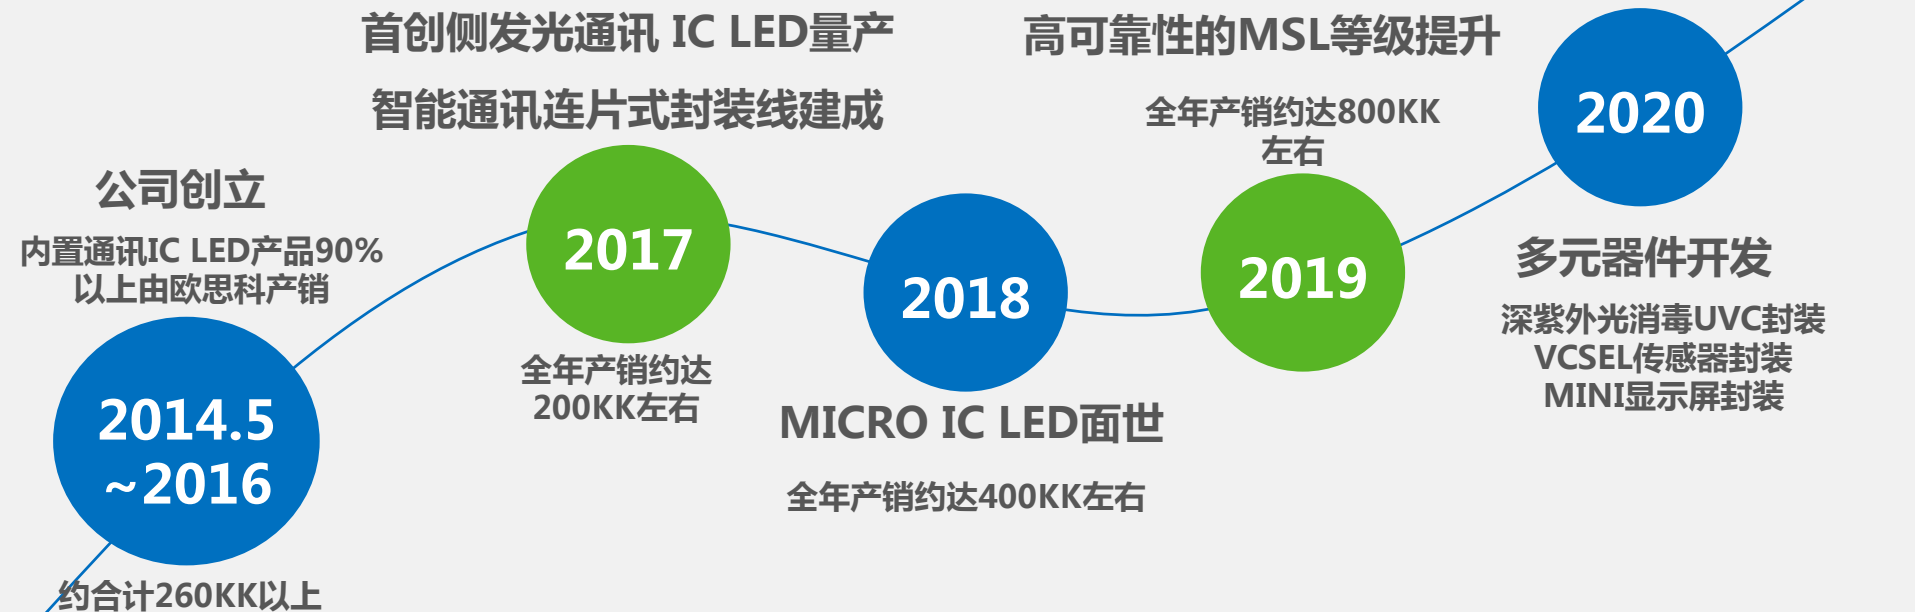 公司创立
内置通讯IC LED产品90%
以上由欧思科产销
2014.5
~2016
约合计260KK以上
首创侧发光通讯 IC LED量产
智能通讯连片式封装线建成
2017
全年产销约达
200KK左右
2018
MICRO IC LED面世
全年产销约达400KK左右
高可靠性的MSL等级提升
全年产销约达800KK
左右
2019
2020
多元器件开发
深紫外光消毒UVC封装
VCSEL传感器封装
MINI显示屏封装